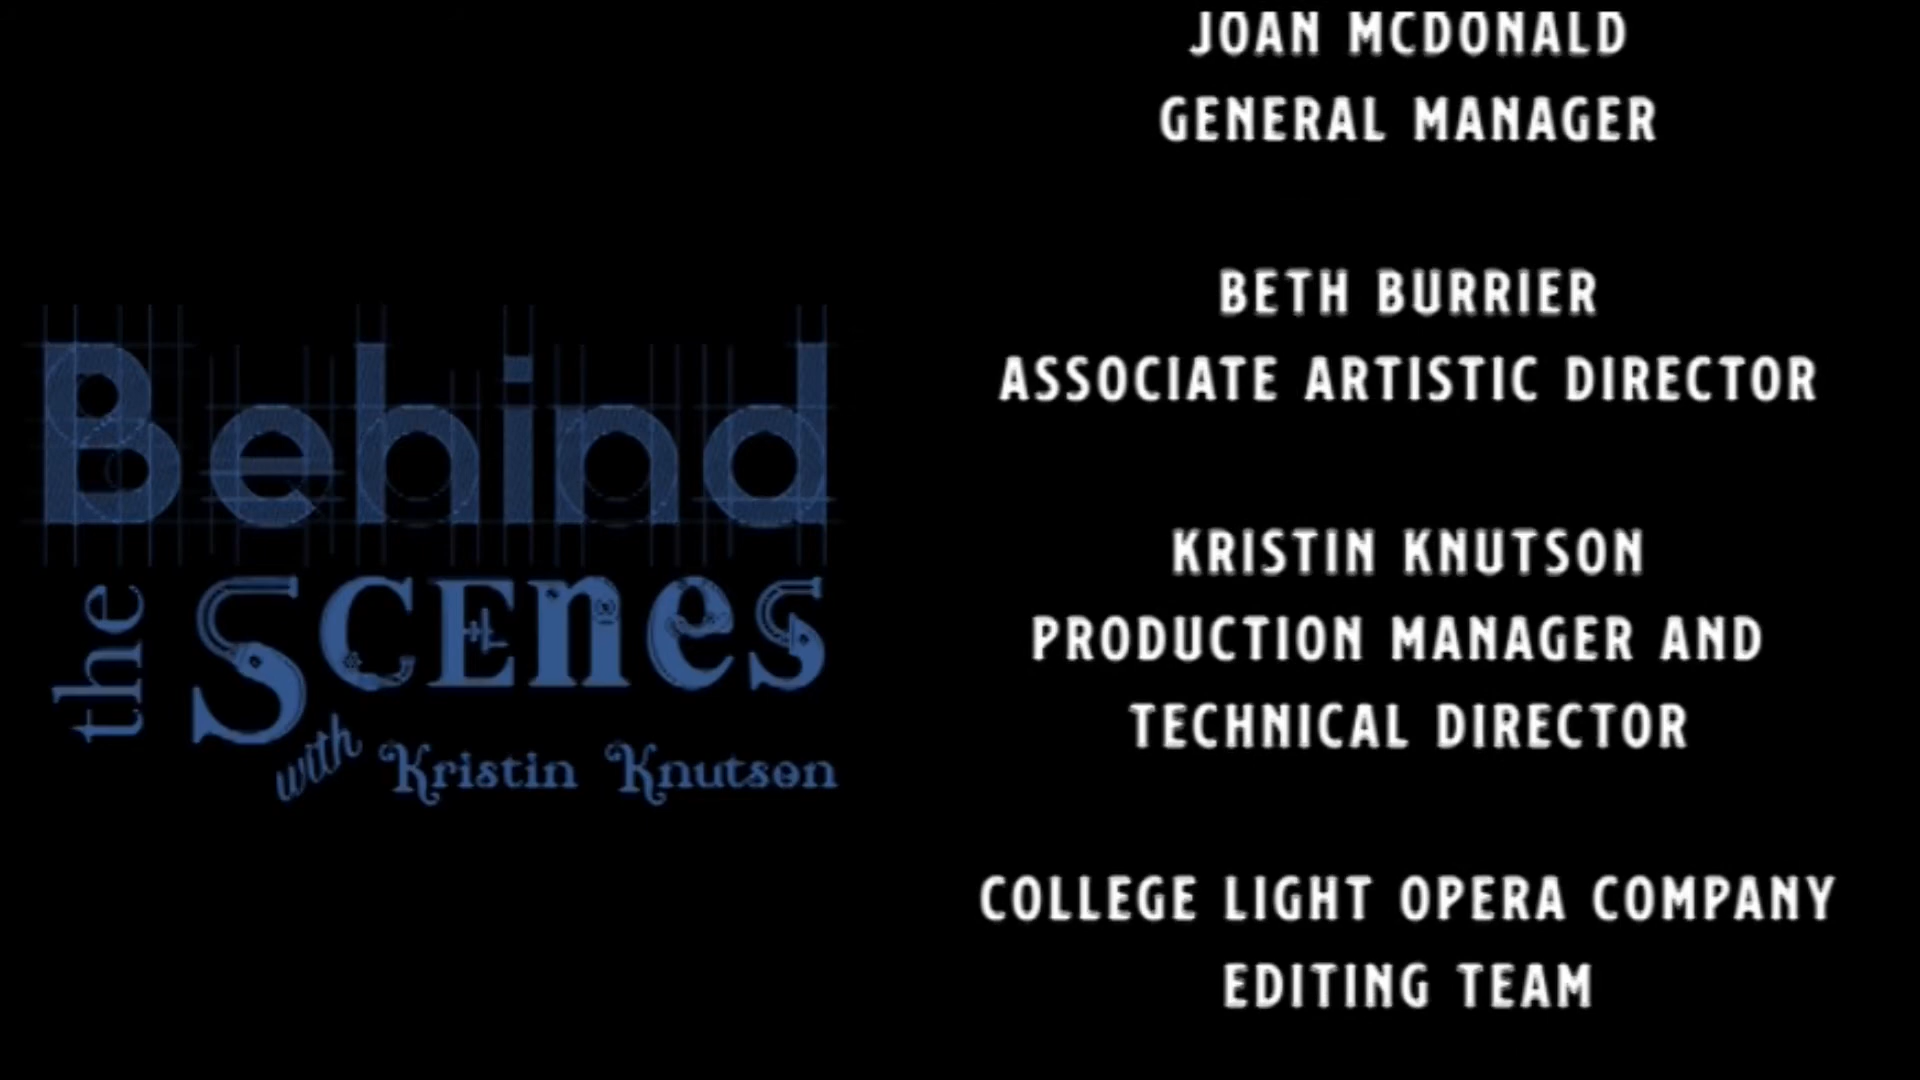 Behind
the Scenes
with Kristin Knutson
JOAN MCDONALD
GENERAL MANAGER
BETH BURRIER
ASSOCIATE ARTISTIC DIRECTOR
KRISTIN KNUTSON
PRODUCTION MANAGER AND
TECHNICAL DIRECTOR
COLLEGE LIGHT OPERA COMPANY
EDITING TEAM